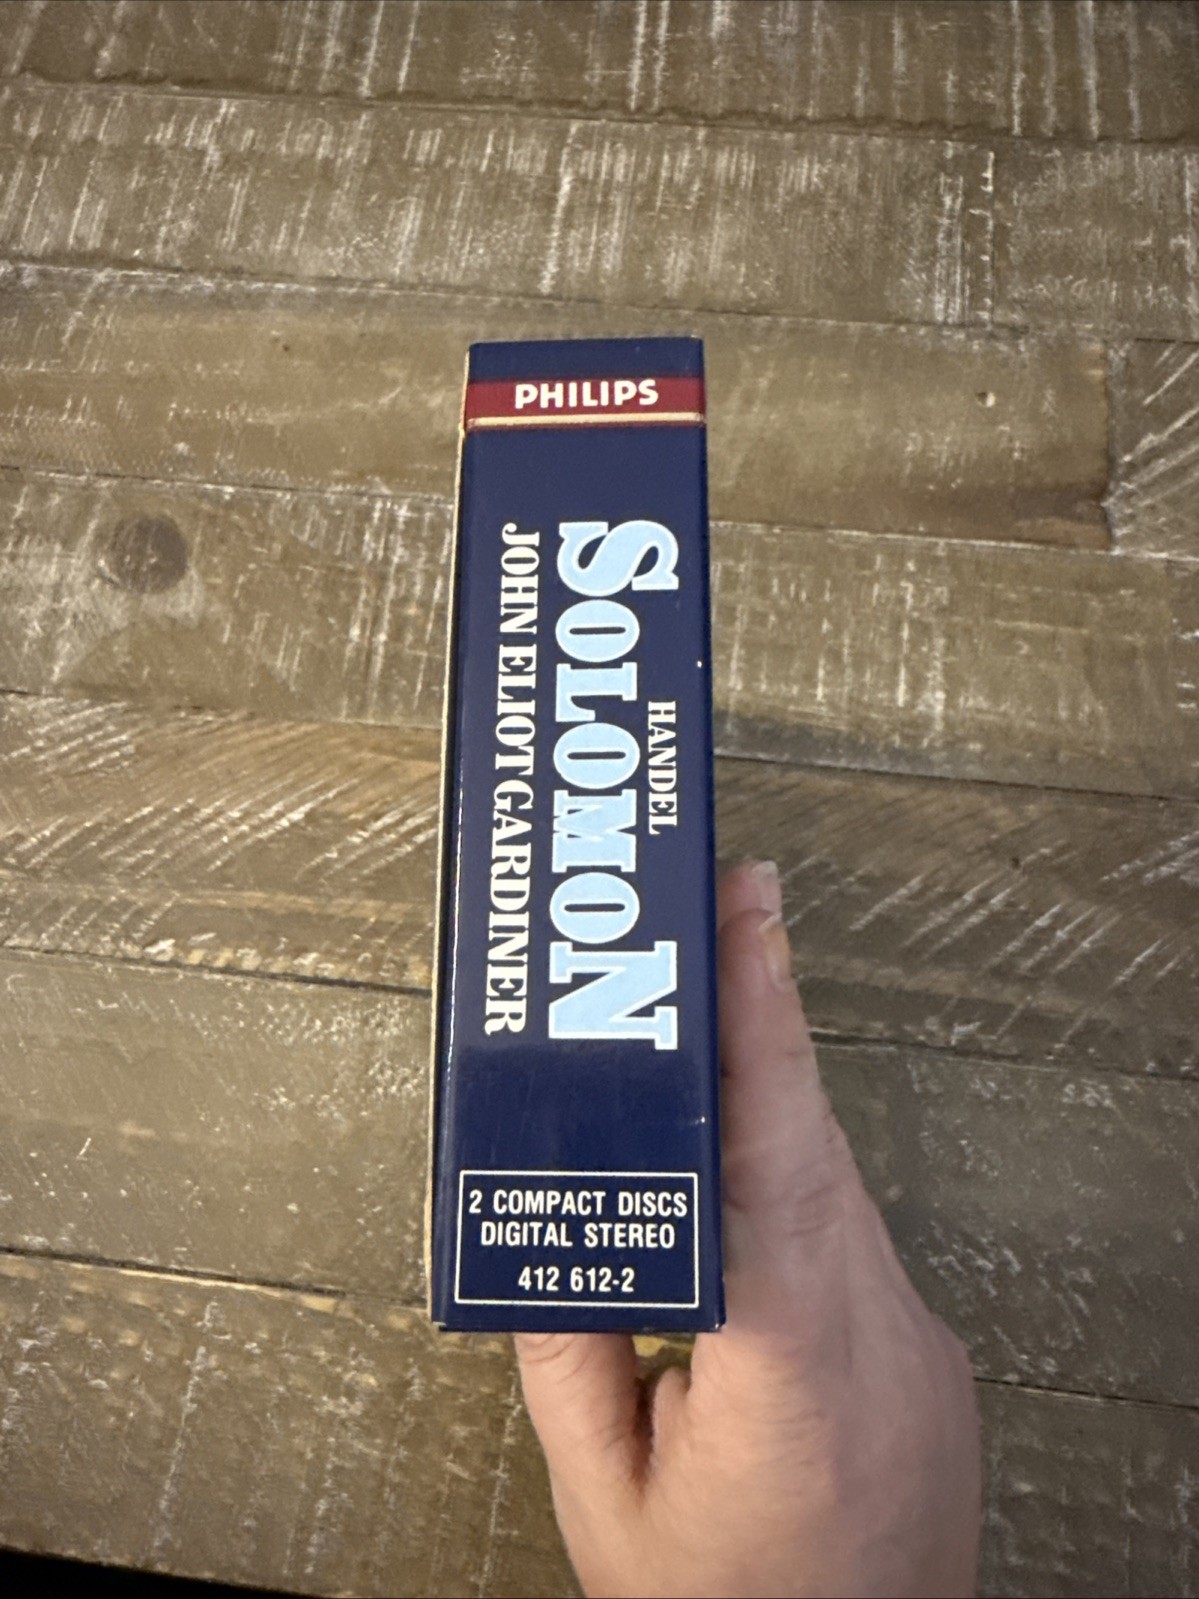 PHILIPS
HANDEL
SOLOMON
JOHN ELIOT GARDINER
2 COMPACT DISCS
DIGITAL STEREO
412 612-2